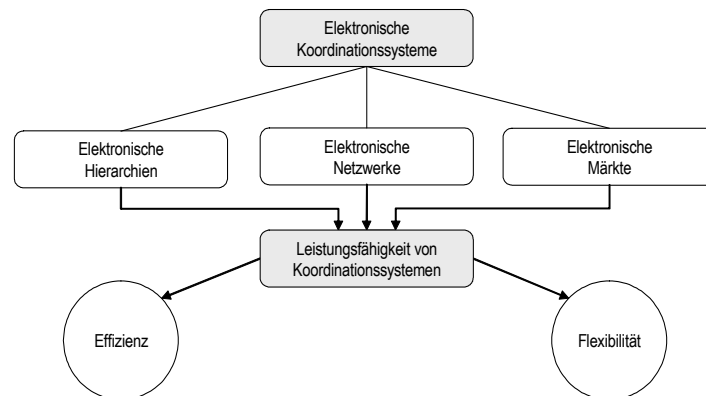 Elektronische
Koordinationssysteme
Elektronische
Hierarchien
Elektronische
Netzwerke
Elektronische
Märkte
Leistungsfähigkeit von
Koordinationssystemen
Effizienz
Flexibilität